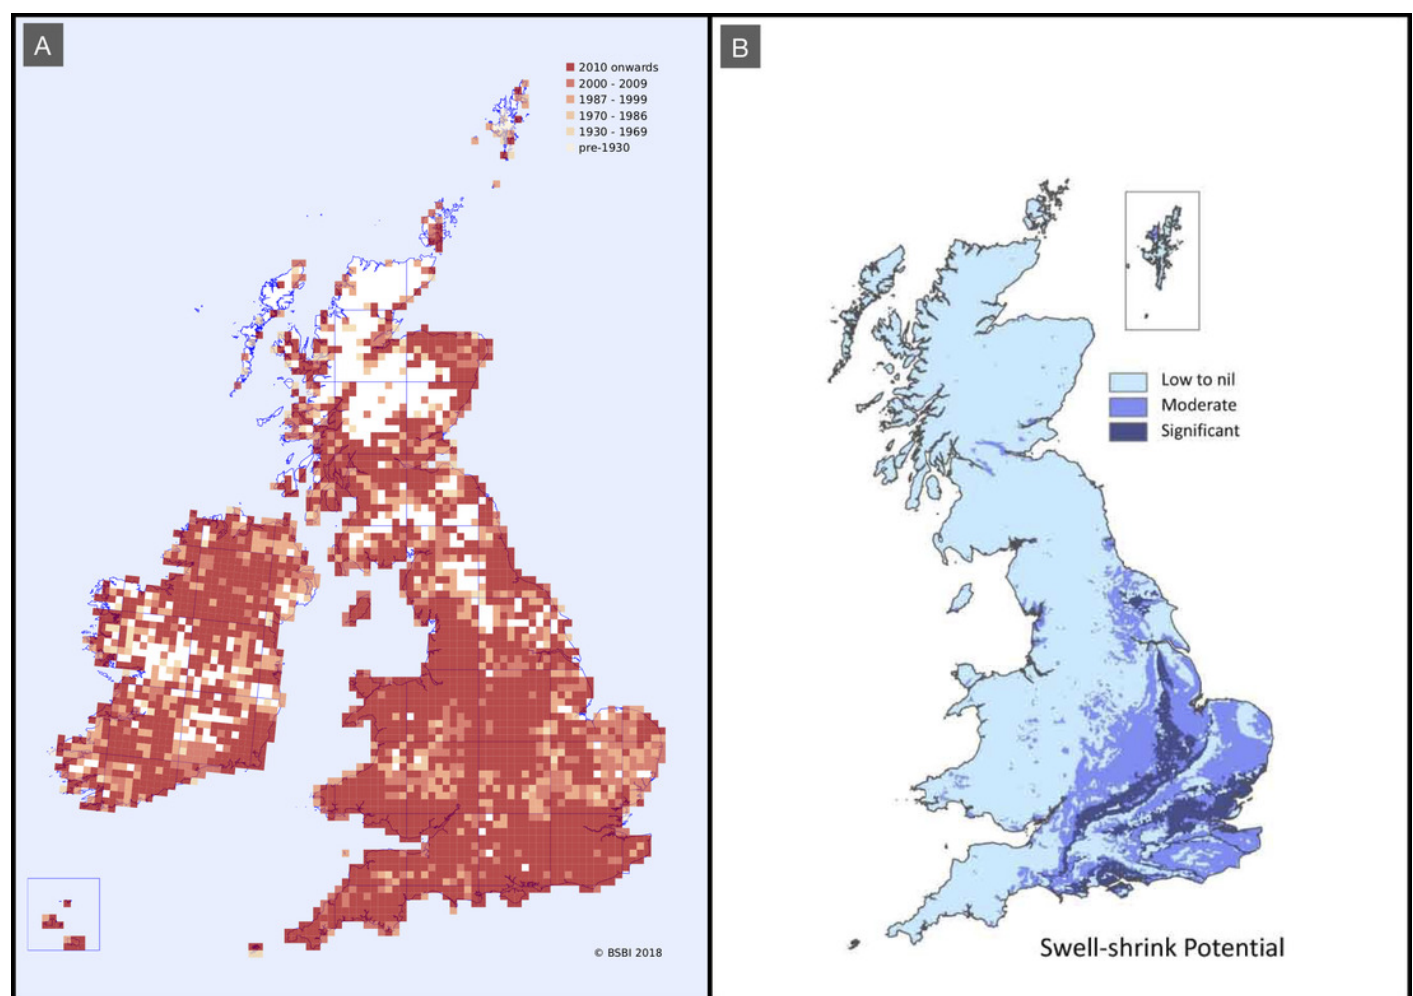 A
2010 onwards
2000 - 2009
1987 - 1999
1970 - 1986
1930 - 1969
pre-1930
© BSBI 2018
B
Low to nil
Moderate
Significant
Swell-shrink Potential